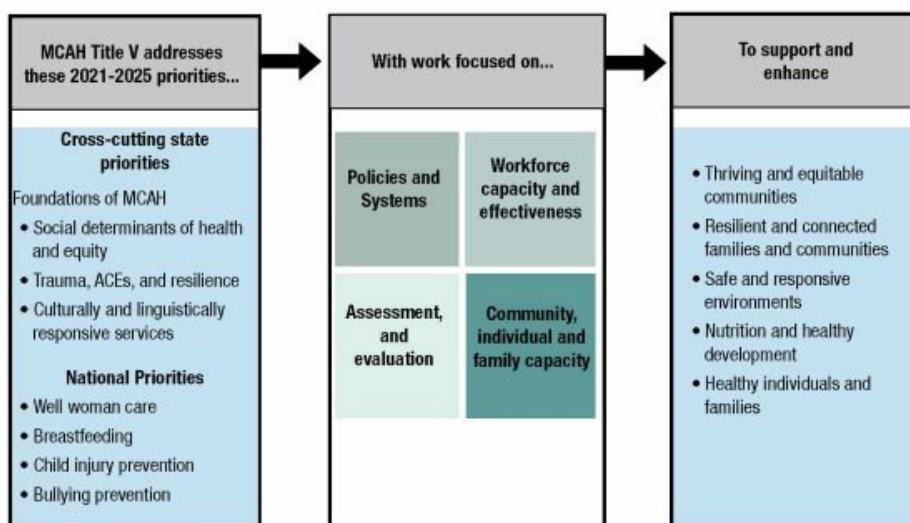 MCAH Title V addresses
these 2021-2025 priorities...
Cross-cutting state
priorities
Foundations of MCAH
• Social determinants of health
and equity
• Trauma, ACEs, and resilience
• Culturally and linguistically
responsive services
National Priorities
• Well woman care
• Breastfeeding
• Child injury prevention
• Bullying prevention
With work focused on...
Policies and
Systems
Workforce
capacity and
effectiveness
Assessment,
and
evaluation
Community,
individual and
family capacity
To support and
enhance
• Thriving and equitable
communities
• Resilient and connected
families and communities
• Safe and responsive
environments
• Nutrition and healthy
development
• Healthy individuals and
families